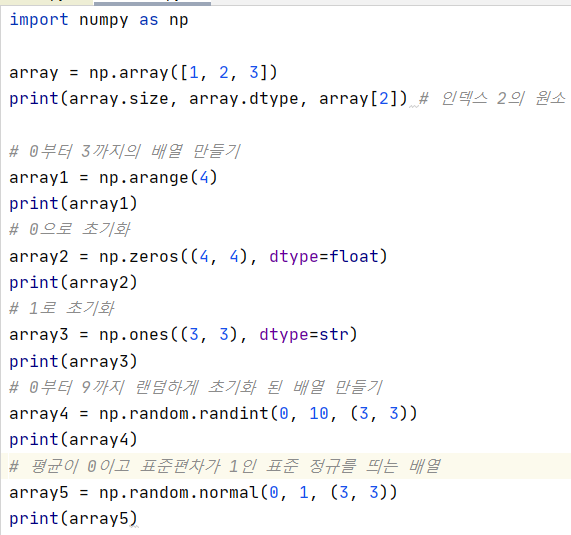 import numpy as np
array = np.array([1, 2, 3])
print(array.size, array.dtype, array[2]) # 인덱스 2의 원소
# 0부터 3까지의 배열 만들기
array1 = np.arange(4)
print(array1)
# 0으로 초기화
array2 = np.zeros((4, 4), dtype=float)
print(array2)
# 1로 초기화
array3 = np.ones((3, 3), dtype=str)
print(array3)
# 0부터 9까지 랜덤하게 초기화 된 배열 만들기
array4 = np.random.randint(0, 10, (3, 3))
print(array4)
# 평균이 0이고 표준편차가 1인 표준 정규를 띄는 배열
array5 = np.random.normal(0, 1, (3, 3))
print(array5)